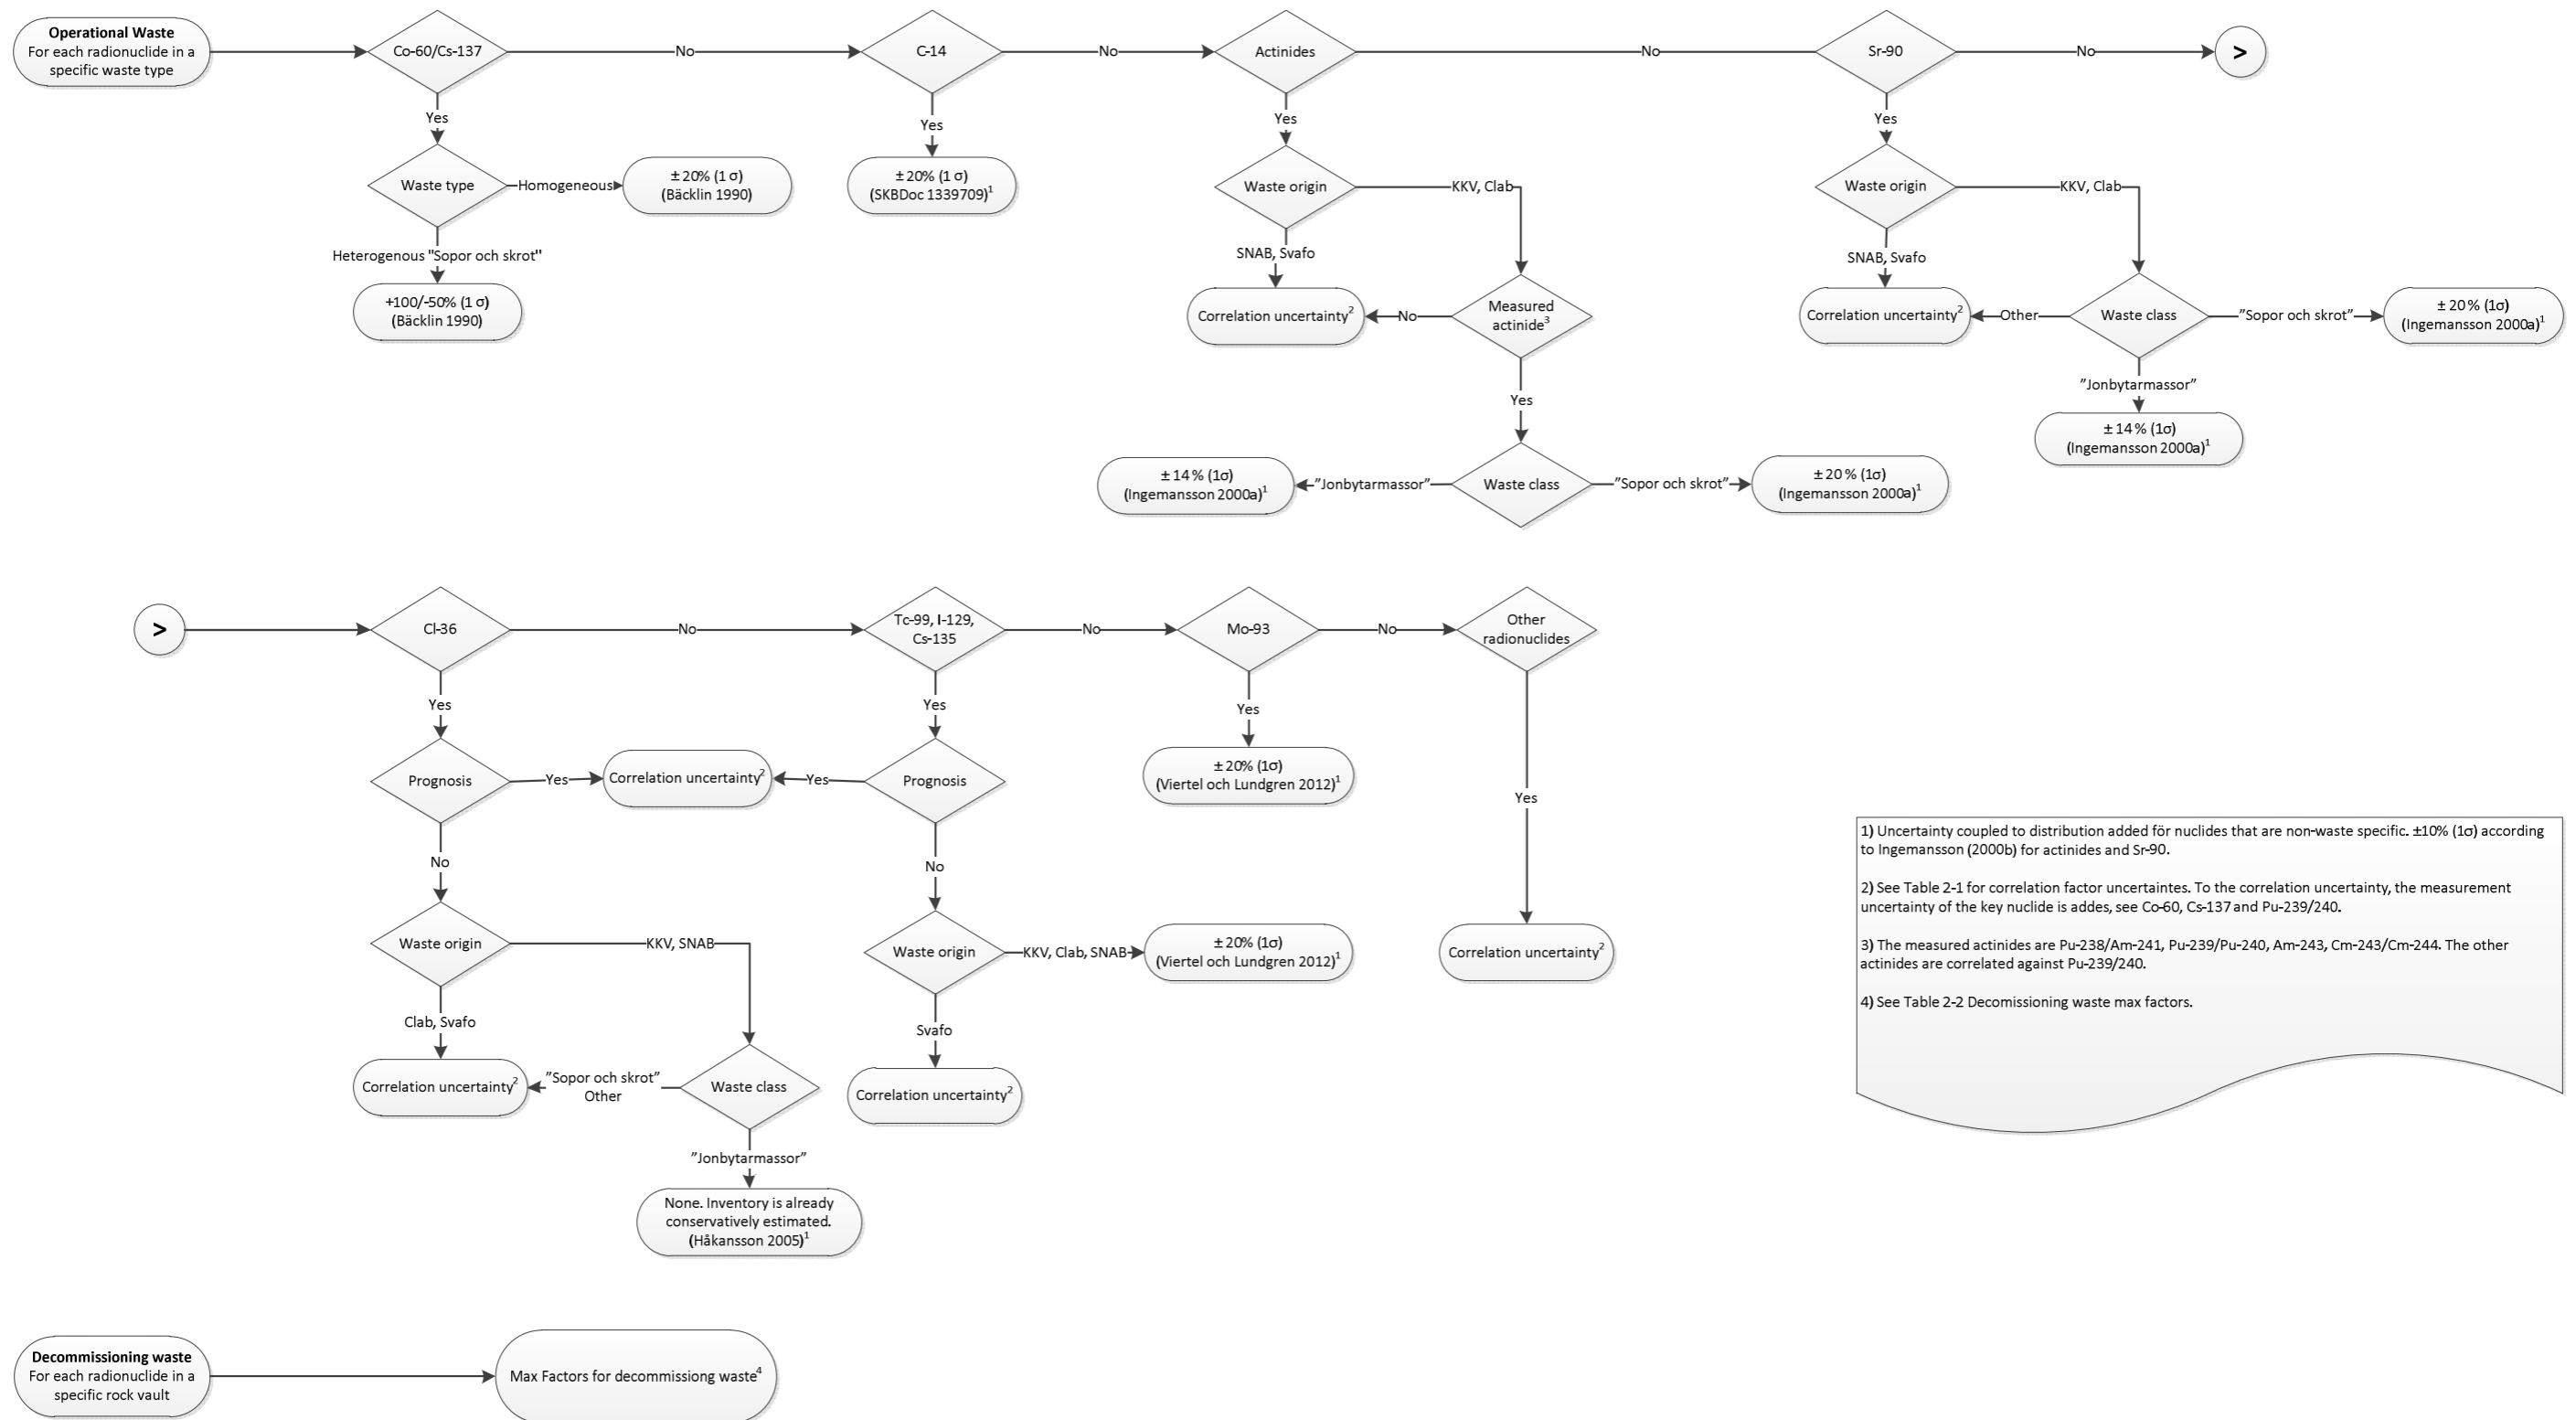 Operational Waste
For each radionuclide in a
specific waste type
Co-60/Cs-137
No
C-14
No
Actinides
No
Sr-90
No
>
Yes
Yes
Yes
Yes
Waste type
Homogeneous
± 20% (1 σ)
(Bäcklin 1990)
± 20% (1 σ)
(SKBDoc 1339709)1
Waste origin
KKV, Clab
Waste origin
KKV, Clab
Heterogenous "Sopor och skrot"
SNAB, Svafo
SNAB, Svafo
+100/-50% (1 σ)
(Bäcklin 1990)
Correlation uncertainty2
No
Measured
actinide3
Correlation uncertainty2
Other
Waste class
”Sopor och skrot”
± 20% (1σ)
(Ingemansson 2000a)1
Yes
”Jonbytarmassor”
± 14% (1σ)
(Ingemansson 2000a)1
± 14% (1σ)
(Ingemansson 2000a)1
”Jonbytarmassor”
Waste class
”Sopor och skrot”
± 20% (1σ)
(Ingemansson 2000a)1
>
Cl-36
No
Tc-99, I-129,
Cs-135
No
Mo-93
No
Other
radionuclides
Yes
Yes
Yes
Yes
Prognosis
Yes
Correlation uncertainty2
Yes
Prognosis
± 20% (1σ)
(Viertel och Lundgren 2012)1
No
No
Waste origin
KKV, SNAB
Waste origin
KKV, Clab, SNAB
± 20% (1σ)
(Viertel och Lundgren 2012)1
Correlation uncertainty2
Clab, Svafo
Svafo
Correlation uncertainty2
”Sopor och skrot”
Other
Waste class
Correlation uncertainty2
”Jonbytarmassor”
None. Inventory is already
conservatively estimated.
(Håkansson 2005)1
1) Uncertainty coupled to distribution added för nuclides that are non-waste specific. ±10% (1σ) according
to Ingemansson (2000b) for actinides and Sr-90.
2) See Table 2-1 for correlation factor uncertaintes. To the correlation uncertainty, the measurement
uncertainty of the key nuclide is addes, see Co-60, Cs-137 and Pu-239/240.
3) The measured actinides are Pu-238/Am-241, Pu-239/Pu-240, Am-243, Cm-243/Cm-244. The other
actinides are correlated against Pu-239/240.
4) See Table 2-2 Decomissioning waste max factors.
Decommissioning waste
For each radionuclide in a
specific rock vault
Max Factors for decommissiong waste4